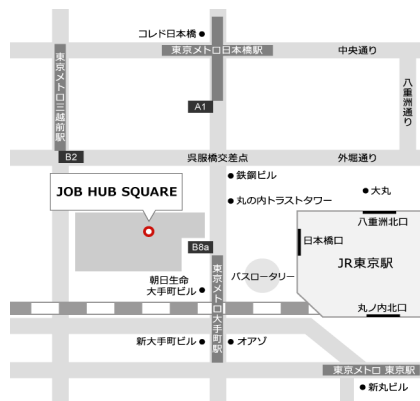 コレド日本橋
東京メトロ日本橋駅
中央通り
東京メトロ三越前駅
八重洲通り
A1
B2
呉服橋交差点
外堀通り
鉄鋼ビル
JOB HUB SQUARE
大丸
丸の内トラストタワー
八重洲北口
日本橋口
B8a
JR東京駅
バスロータリー
朝日生命
大手町ビル
東京メトロ大手町駅
丸ノ内北口
新大手町ビル
オアゾ
東京メトロ 東京駅
新丸ビル